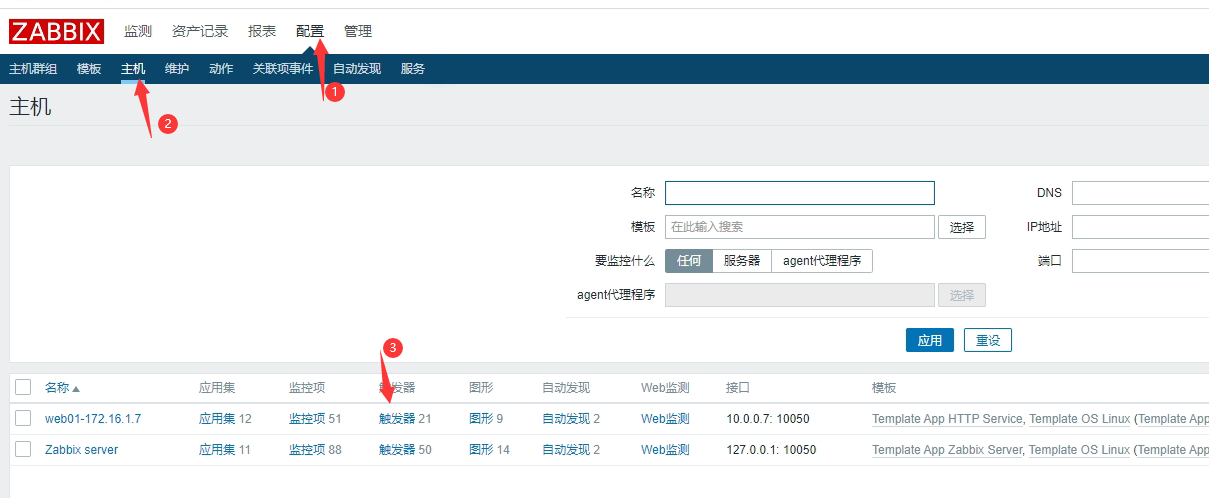 ZABBIX 监测 资产记录 报表 配置 管理
主机群组 模板 主机 维护 动作 关联项事件 自动发现 服务
1
2
主机
名称 DNS
模板 在此输入搜索 选择 IP地址
要监控什么 任何 服务器 agent代理程序 端口
agent代理程序 选择
应用 重设
3
名称 应用集 监控项 触发器 图形 自动发现 Web监测 接口 模板
web01-172.16.1.7 应用集 12 监控项 51 触发器 21 图形 9 自动发现 2 Web监测 10.0.0.7: 10050 Template App HTTP Service, Template OS Linux (Template App
Zabbix server 应用集 11 监控项 88 触发器 50 图形 14 自动发现 2 Web监测 127.0.0.1: 10050 Template App Zabbix Server, Template OS Linux (Template App